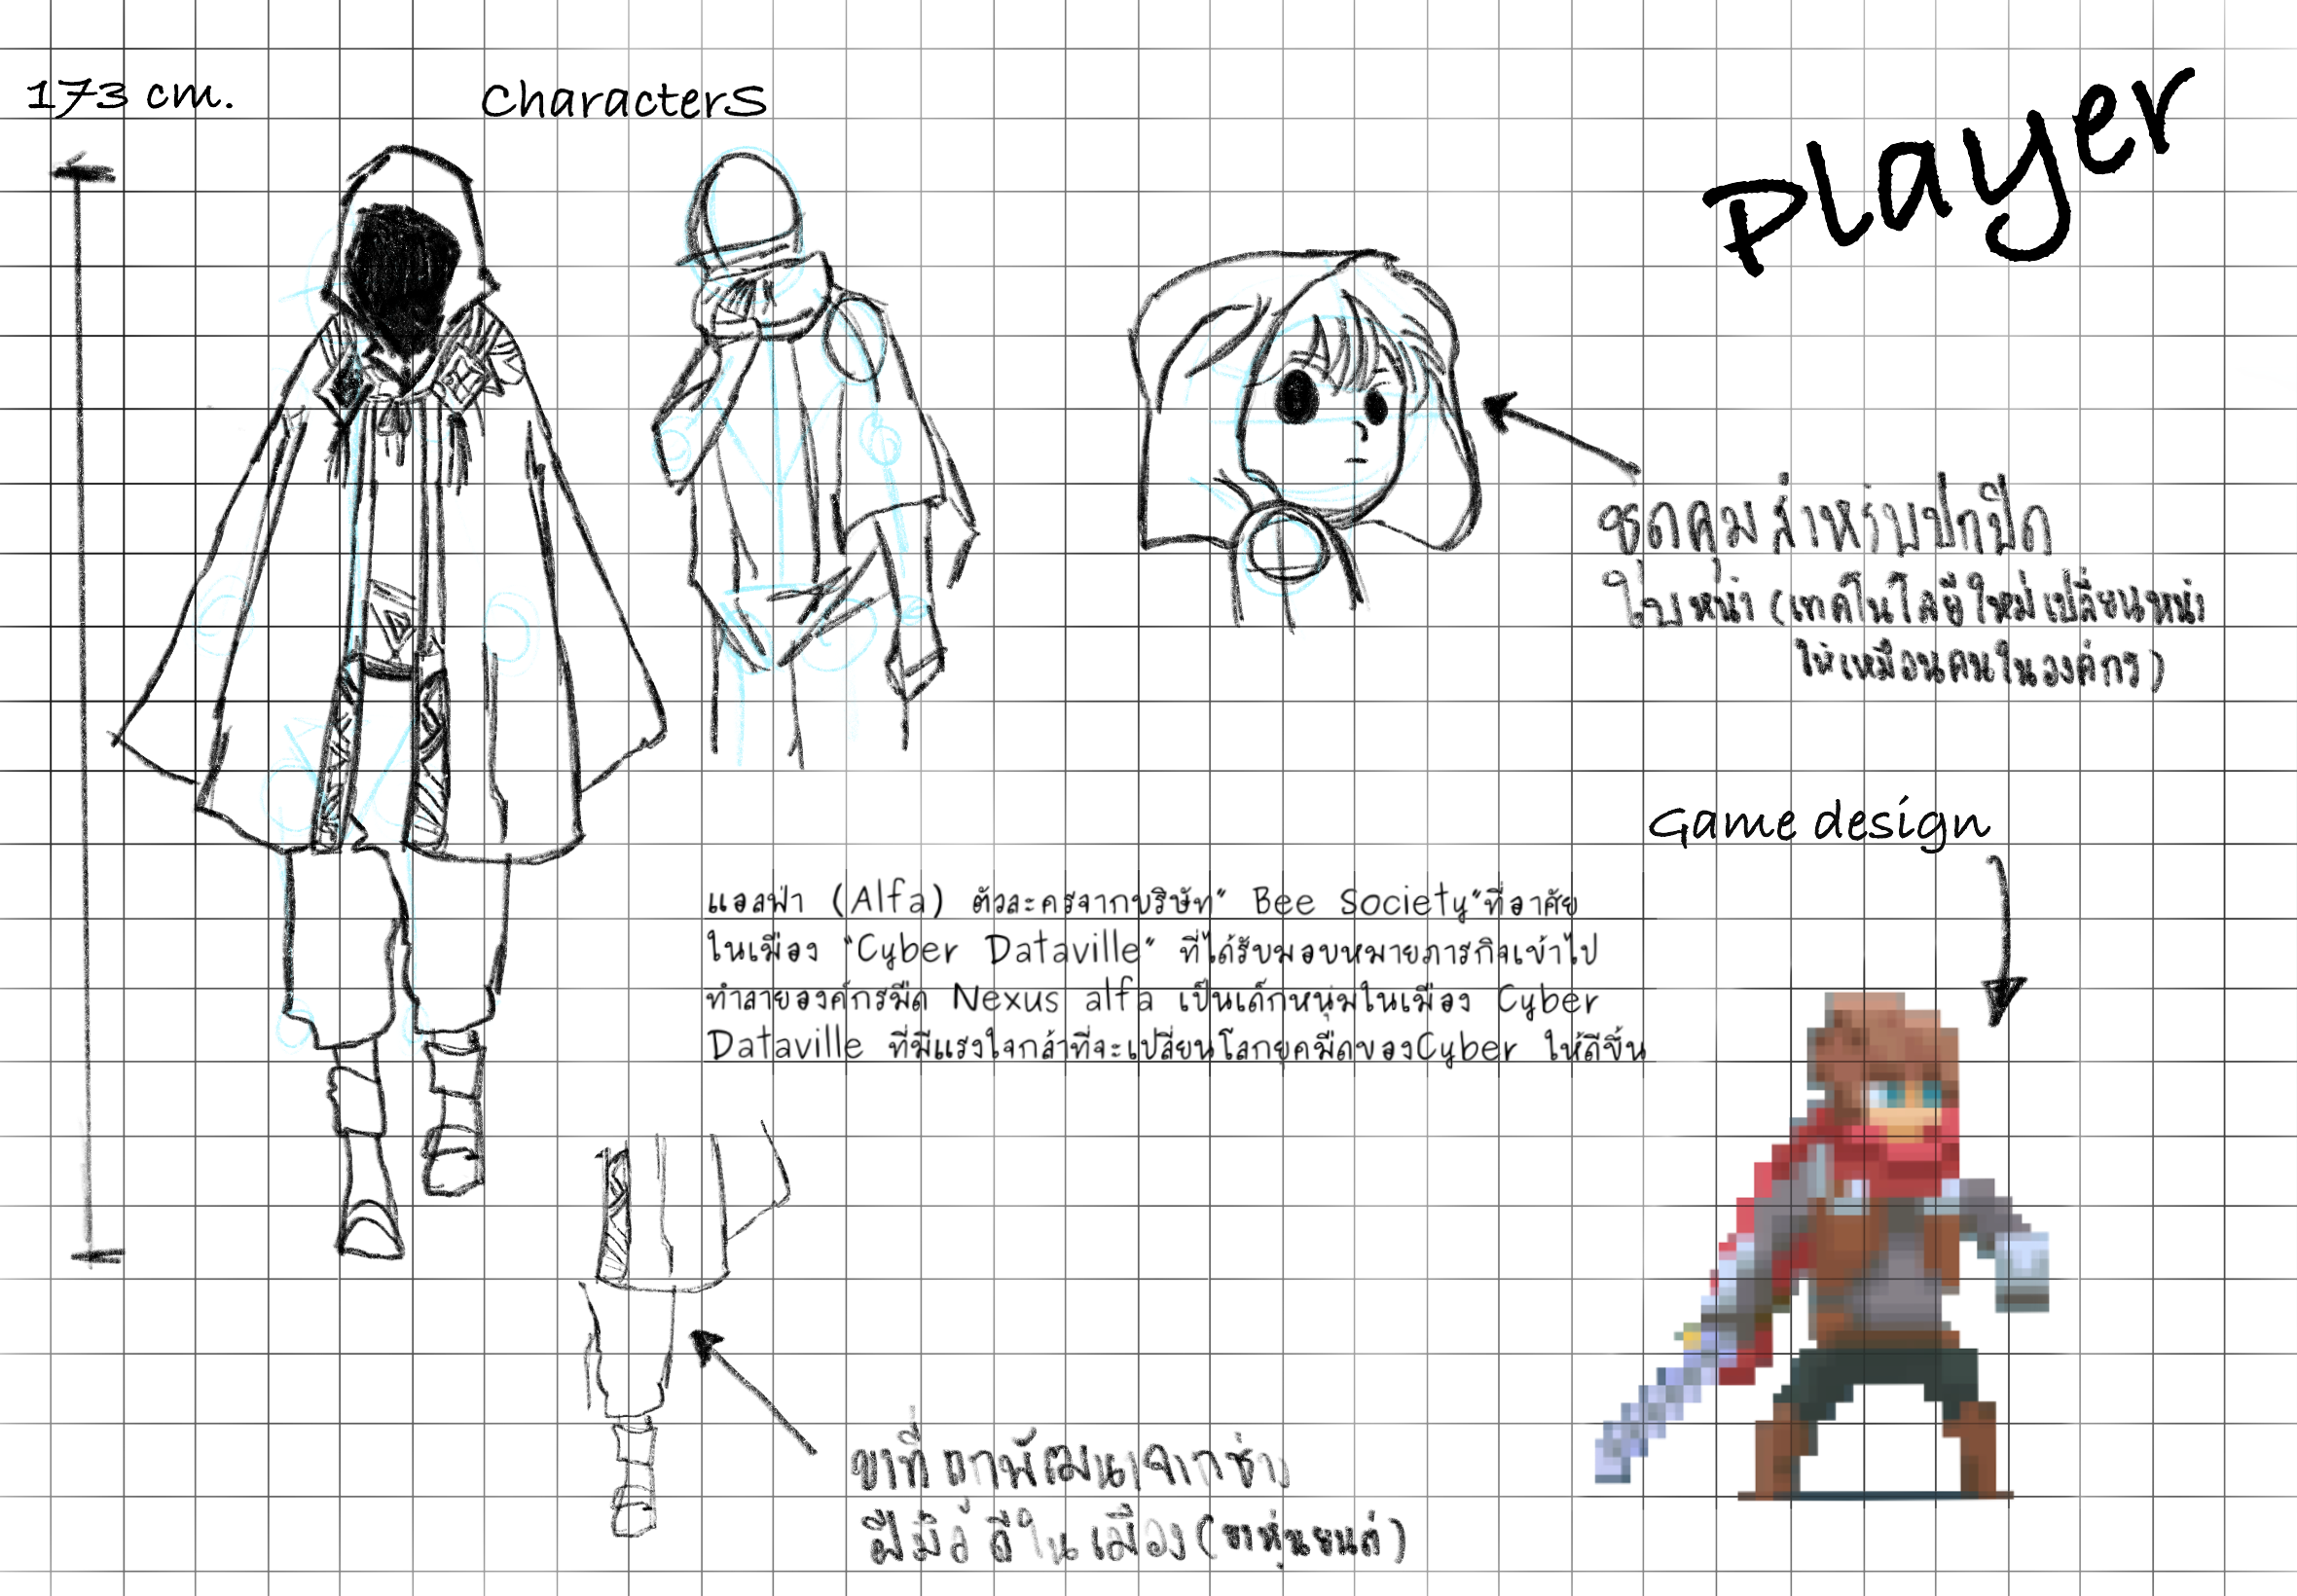 173 cm.
Characters
Player
ชุดคุมสำหรับปกปิด
ใบหน้า (เทคโนโลยีใหม่เปลี่ยนหน้า
ให้เหมือนคนในองค์กร)
Game design
แอลฟ่า (Alfa) ตัวละครจากบริษัท" Bee Society"ที่อาศัย
ในเมือง "Cyber Dataville" ที่ได้รับมอบหมายภารกิจเข้าไป
ทำลายองค์กรมืด Nexus alfa เป็นเด็กหนุ่มในเมือง Cyber
Dataville ที่มีแรงใจกล้าที่จะเปลี่ยนโลกยุคมืดของCyber ให้ดีขึ้น
ขาที่ถูกพัฒนาจากช่าง
ฝีมือดีในเมือง (ขาหุ่นยนต์)